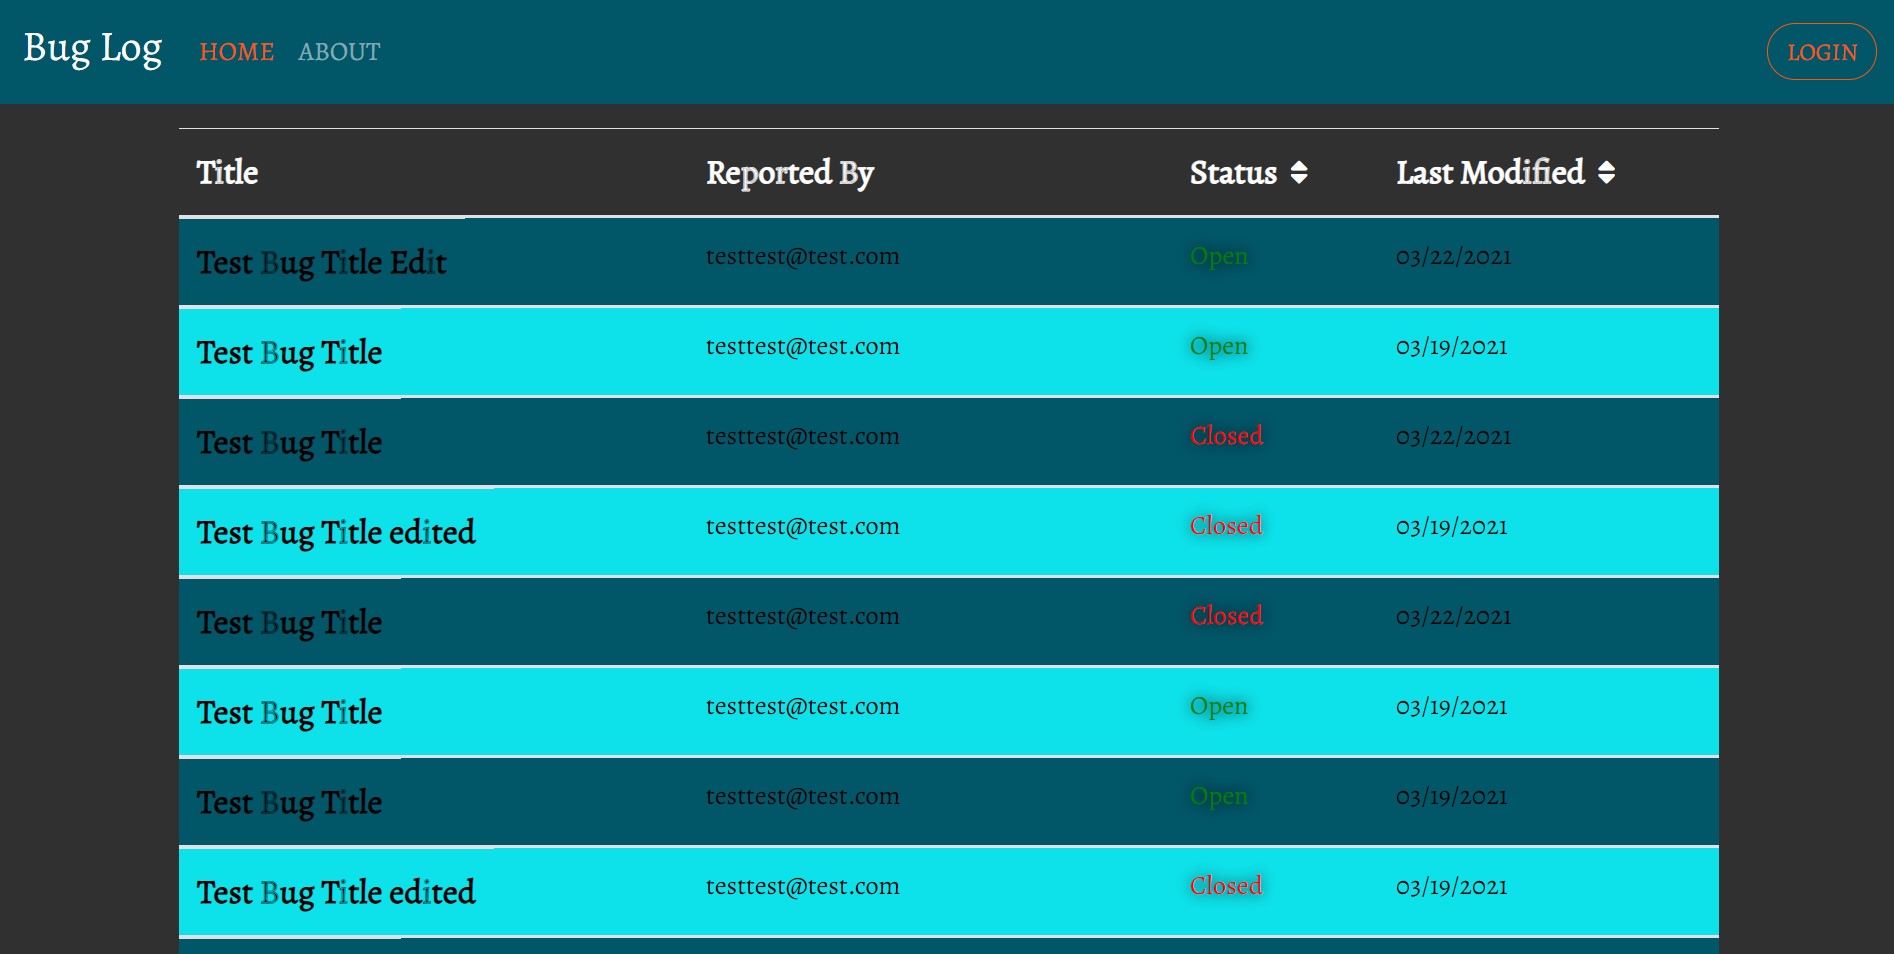 Bug Log HOME ABOUT LOGIN
Title Reported By Status Last Modified
Test Bug Title Edit testtest@test.com Open 03/22/2021
Test Bug Title testtest@test.com Open 03/19/2021
Test Bug Title testtest@test.com Closed 03/22/2021
Test Bug Title edited testtest@test.com Closed 03/19/2021
Test Bug Title testtest@test.com Closed 03/22/2021
Test Bug Title testtest@test.com Open 03/19/2021
Test Bug Title testtest@test.com Open 03/19/2021
Test Bug Title edited testtest@test.com Closed 03/19/2021